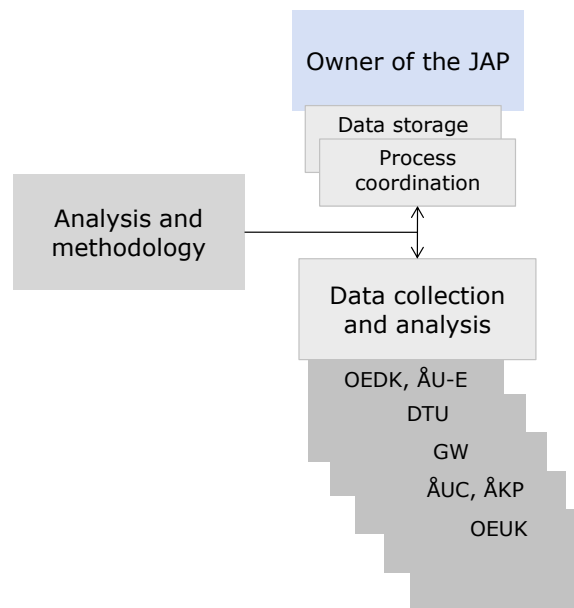 Owner of the JAP
Data storage
Process
coordination
Analysis and
methodology
Data collection
and analysis
OEDK, ÅU-E
DTU
GW
ÅUC, ÅKP
OEUK